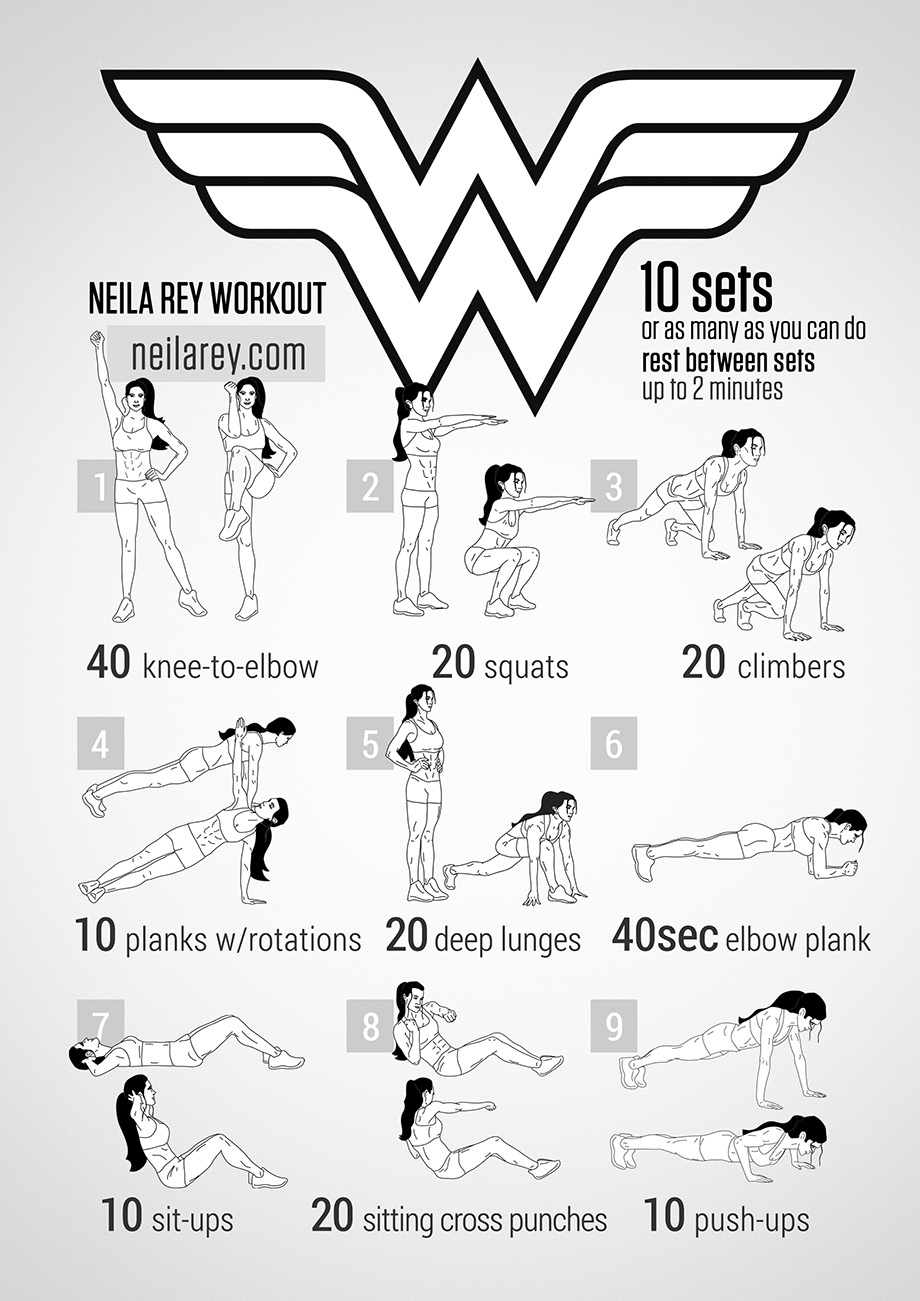 NEILA REY WORKOUT
neilarey.com
10 sets
or as many as you can do
rest between sets
up to 2 minutes
1
2
3
40 knee-to-elbow
20 squats
20 climbers
4
5
6
10 planks w/rotations
20 deep lunges
40sec elbow plank
7
8
9
10 sit-ups
20 sitting cross punches
10 push-ups